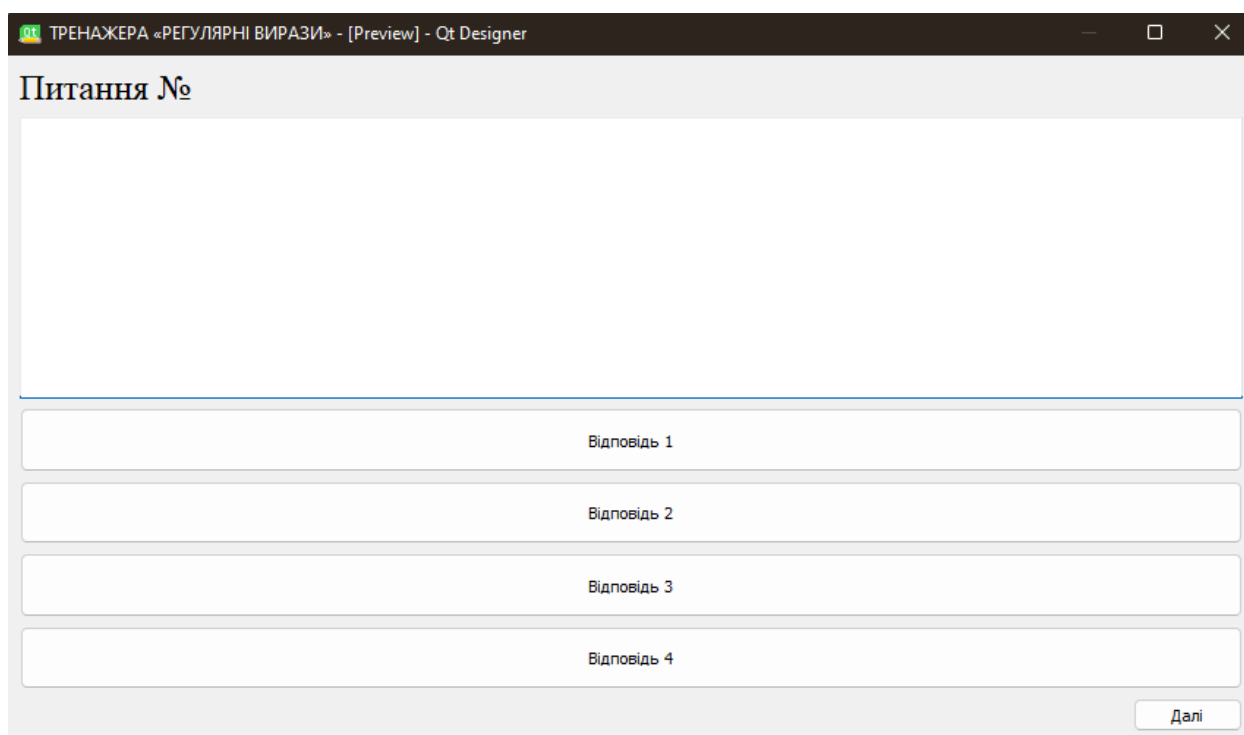 ТРЕНАЖЕРА «РЕГУЛЯРНІ ВИРАЗИ» - [Preview] - Qt Designer
Питання №
Відповідь 1
Відповідь 2
Відповідь 3
Відповідь 4
Далі